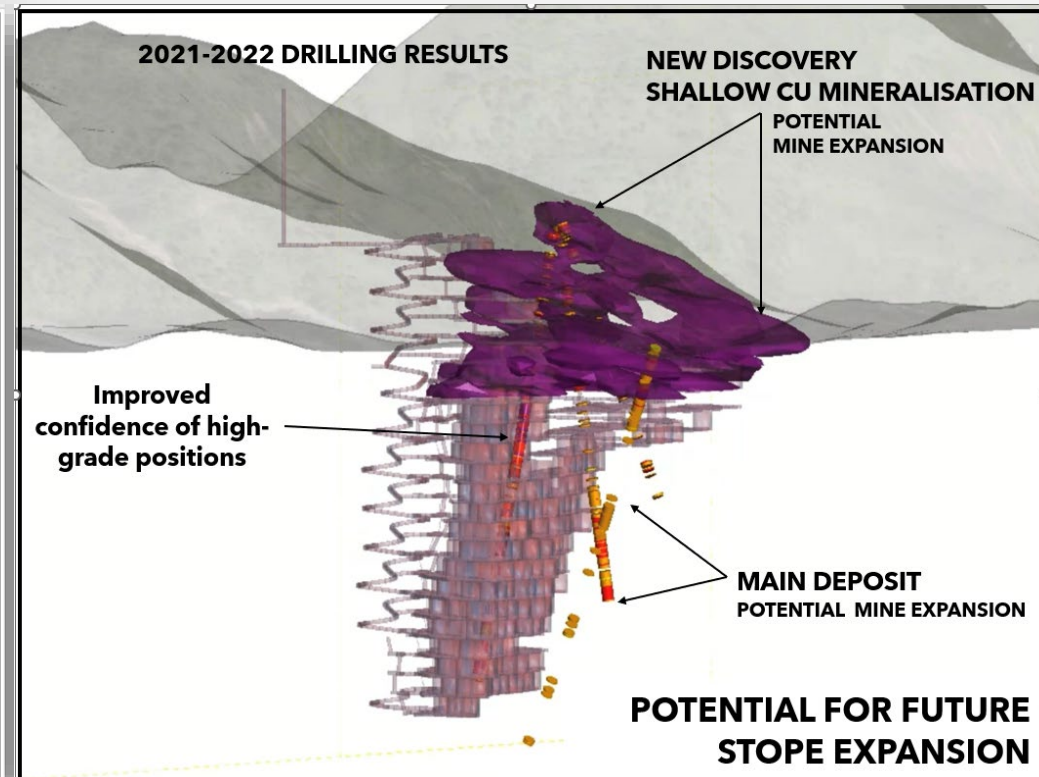 2021-2022 DRILLING RESULTS
NEW DISCOVERY
SHALLOW CU MINERALISATION
POTENTIAL
MINE EXPANSION
Improved
confidence of high-
grade positions
MAIN DEPOSIT
POTENTIAL MINE EXPANSION
POTENTIAL FOR FUTURE
STOPE EXPANSION